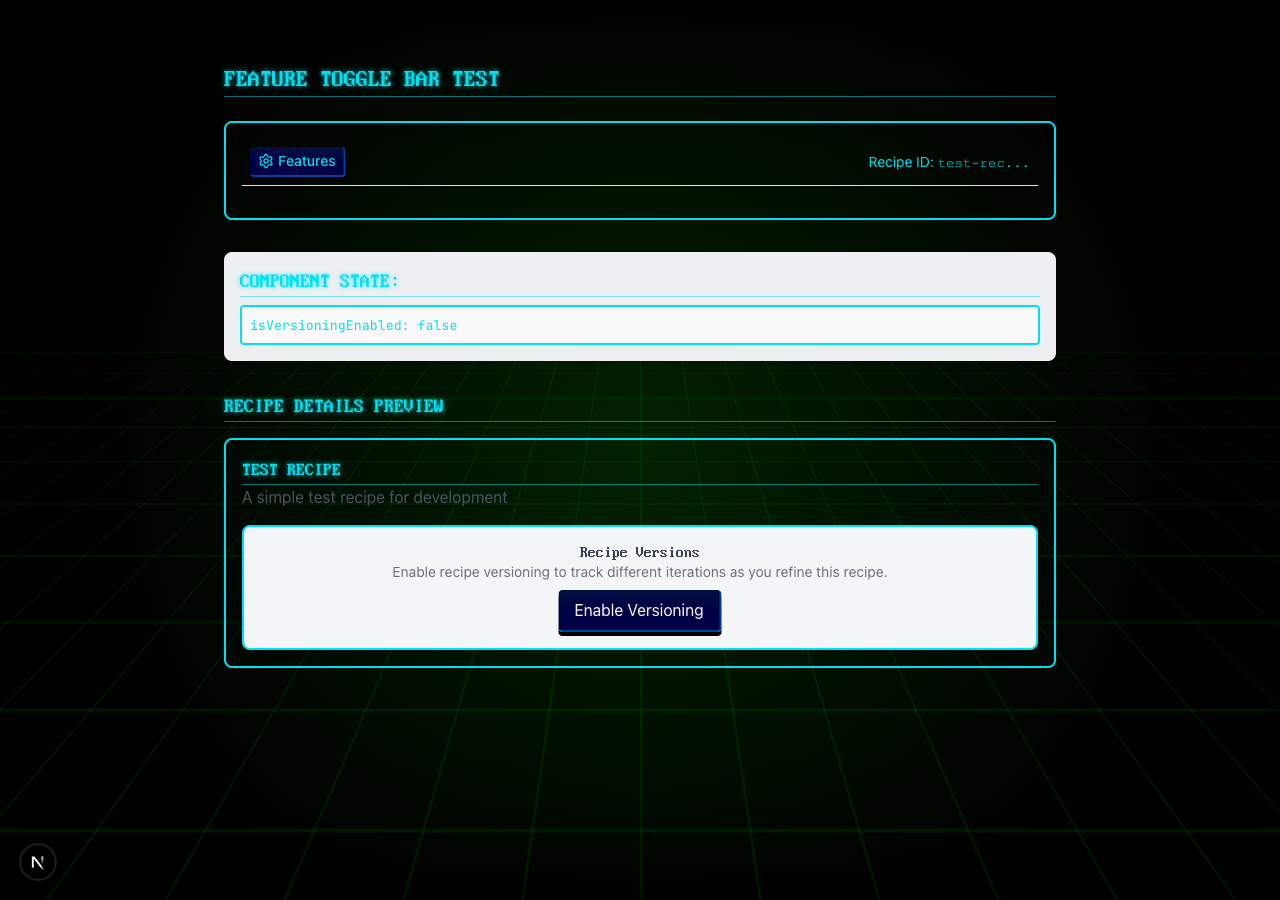 FEATURE TOGGLE BAR TEST
Features
Recipe ID: test-rec...
COMPONENT STATE:
isVersioningEnabled: false
RECIPE DETAILS PREVIEW
TEST RECIPE
A simple test recipe for development
Recipe Versions
Enable recipe versioning to track different iterations as you refine this recipe.
Enable Versioning
N